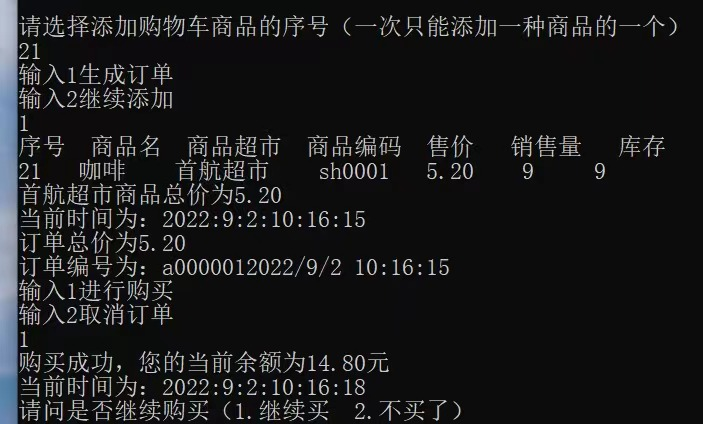 请选择添加购物车商品的序号（一次只能添加一种商品的一个）
21
输入1生成订单
输入2继续添加
1
序号 商品名 商品超市 商品编码 售价 销售量 库存
21 咖啡 首航超市 sh0001 5.20 9 9
首航超市商品总价为5.20
当前时间为：2022:9:2:10:16:15
订单总价为5.20
订单编号为：a0000012022/9/2 10:16:15
输入1进行购买
输入2取消订单
1
购买成功，您的当前余额为14.80元
当前时间为：2022:9:2:10:16:18
请问是否继续购买（1.继续买 2.不买了）